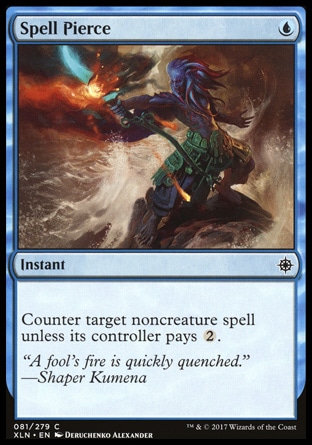 Spell Pierce
Instant
Counter target noncreature spell
unless its controller pays 2.
“A fool’s fire is quickly quenched.”
—Shaper Kumena
081/279 C
XLN • EN DERUCHENKO ALEXANDER
™ & © 2017 Wizards of the Coast